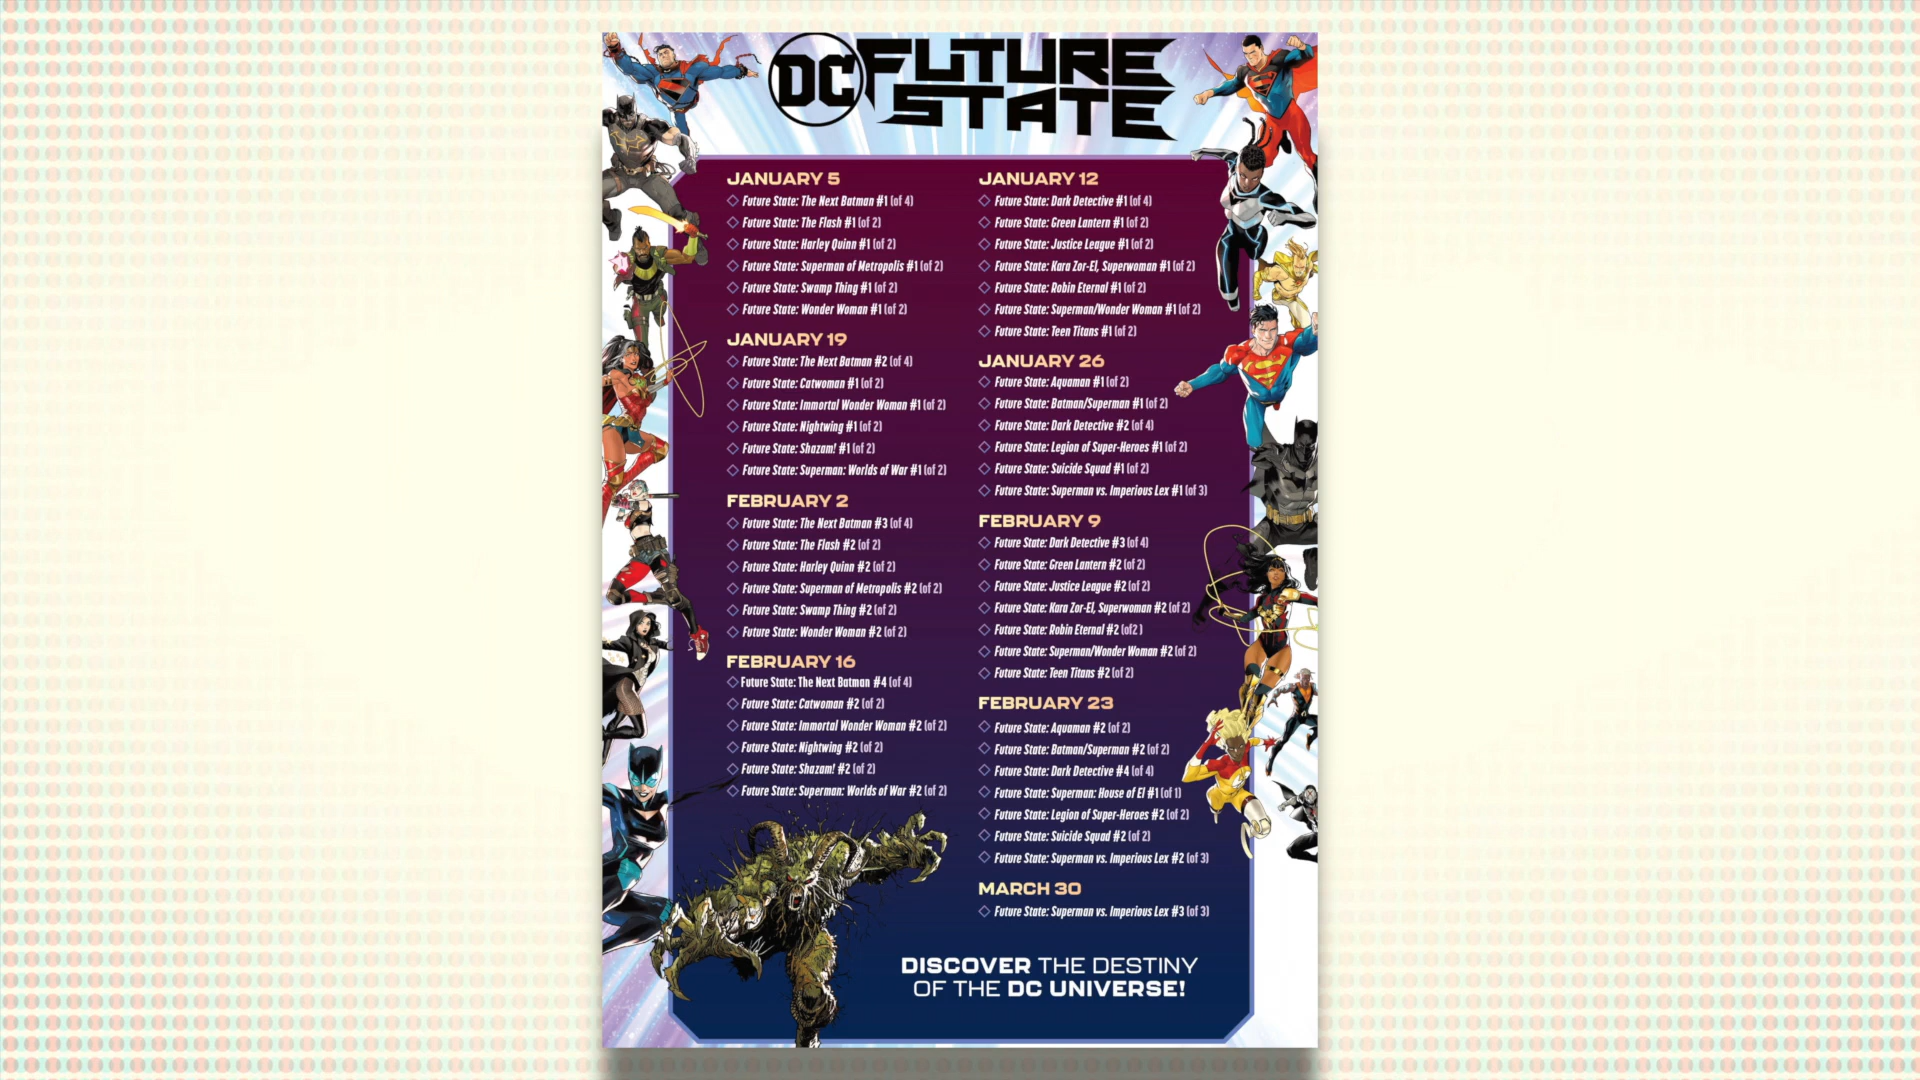 DC FUTURE
STATE
JANUARY 5
Future State: The Next Batman #1 (of 4)
Future State: The Flash #1 (of 2)
Future State: Harley Quinn #1 (of 2)
Future State: Superman of Metropolis #1 (of 2)
Future State: Swamp Thing #1 (of 2)
Future State: Wonder Woman #1 (of 2)
JANUARY 19
Future State: The Next Batman #2 (of 4)
Future State: Catwoman #1 (of 2)
Future State: Immortal Wonder Woman #1 (of 2)
Future State: Nightwing #1 (of 2)
Future State: Shazam! #1 (of 2)
Future State: Superman: Worlds of War #1 (of 2)
FEBRUARY 2
Future State: The Next Batman #3 (of 4)
Future State: The Flash #2 (of 2)
Future State: Harley Quinn #2 (of 2)
Future State: Superman of Metropolis #2 (of 2)
Future State: Swamp Thing #2 (of 2)
Future State: Wonder Woman #2 (of 2)
FEBRUARY 16
Future State: The Next Batman #4 (of 4)
Future State: Catwoman #2 (of 2)
Future State: Immortal Wonder Woman #2 (of 2)
Future State: Nightwing #2 (of 2)
Future State: Shazam! #2 (of 2)
Future State: Superman: Worlds of War #2 (of 2)
JANUARY 12
Future State: Dark Detective #1 (of 4)
Future State: Green Lantern #1 (of 2)
Future State: Justice League #1 (of 2)
Future State: Kara Zor-El, Superwoman #1 (of 2)
Future State: Robin Eternal #1 (of 2)
Future State: Superman/Wonder Woman #1 (of 2)
Future State: Teen Titans #1 (of 2)
JANUARY 26
Future State: Aquaman #1 (of 2)
Future State: Batman/Superman #1 (of 2)
Future State: Dark Detective #2 (of 4)
Future State: Legion of Super-Heroes #1 (of 2)
Future State: Suicide Squad #1 (of 2)
Future State: Superman vs. Imperious Lex #1 (of 3)
FEBRUARY 9
Future State: Dark Detective #3 (of 4)
Future State: Green Lantern #2 (of 2)
Future State: Justice League #2 (of 2)
Future State: Kara Zor-El, Superwoman #2 (of 2)
Future State: Robin Eternal #2 (of2 )
Future State: Superman/Wonder Woman #2 (of 2)
Future State: Teen Titans #2 (of 2)
FEBRUARY 23
Future State: Aquaman #2 (of 2)
Future State: Batman/Superman #2 (of 2)
Future State: Dark Detective #4 (of 4)
Future State: Superman: House of El #1 (of 1)
Future State: Legion of Super-Heroes #2 (of 2)
Future State: Suicide Squad #2 (of 2)
Future State: Superman vs. Imperious Lex #2 (of 3)
MARCH 30
Future State: Superman vs. Imperious Lex #3 (of 3)
DISCOVER THE DESTINY
OF THE DC UNIVERSE!